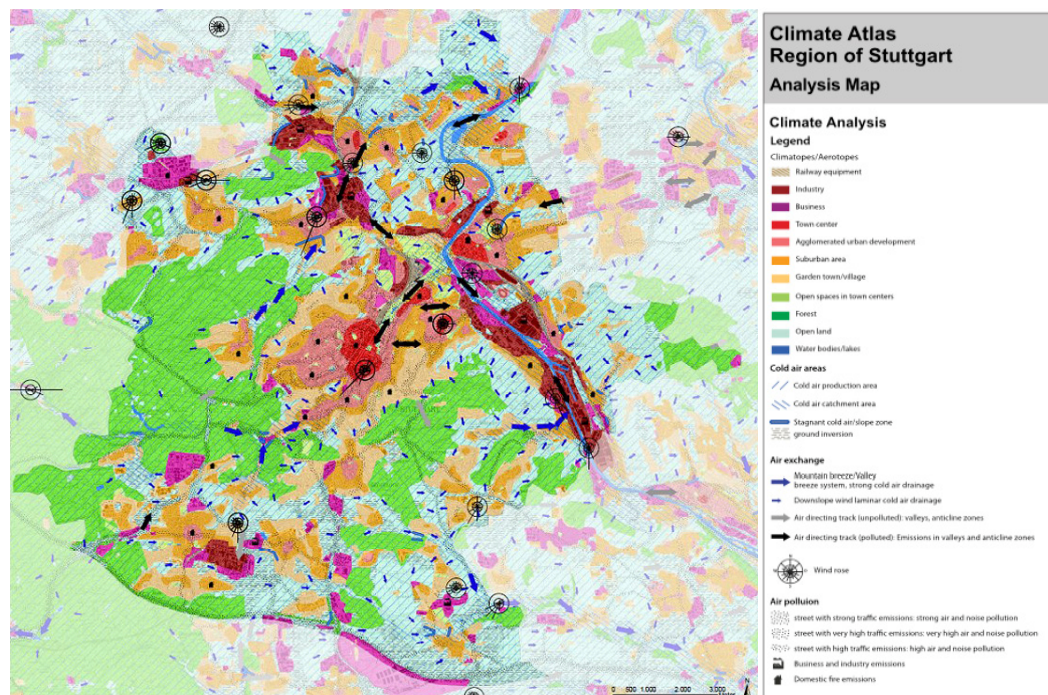 Climate Atlas
Region of Stuttgart
Analysis Map
Climate Analysis
Legend
Climatopes/Aerotopes
Railway equipment
Industry
Business
Town center
Agglomerated urban development
Suburban area
Garden town/village
Open spaces in town centers
Forest
Open land
Water bodies/lakes
Cold air areas
Cold air production area
Cold air catchment area
Stagnant cold air/slope zone
ground inversion
Air exchange
Mountain breeze/Valley
breeze system, strong cold air drainage
Downslope wind laminar cold air drainage
Air directing track (unpolluted): valleys, anticline zones
Air directing track (polluted): Emissions in valleys and anticline zones
Wind rose
Air polluion
street with strong traffic emissions: strong air and noise pollution
street with very high traffic emissions: very high air and noise pollution
street with high traffic emissions: high air and noise pollution
Business and industry emissions
Domestic fire emissions
0 500 1.000 2.000 3.000